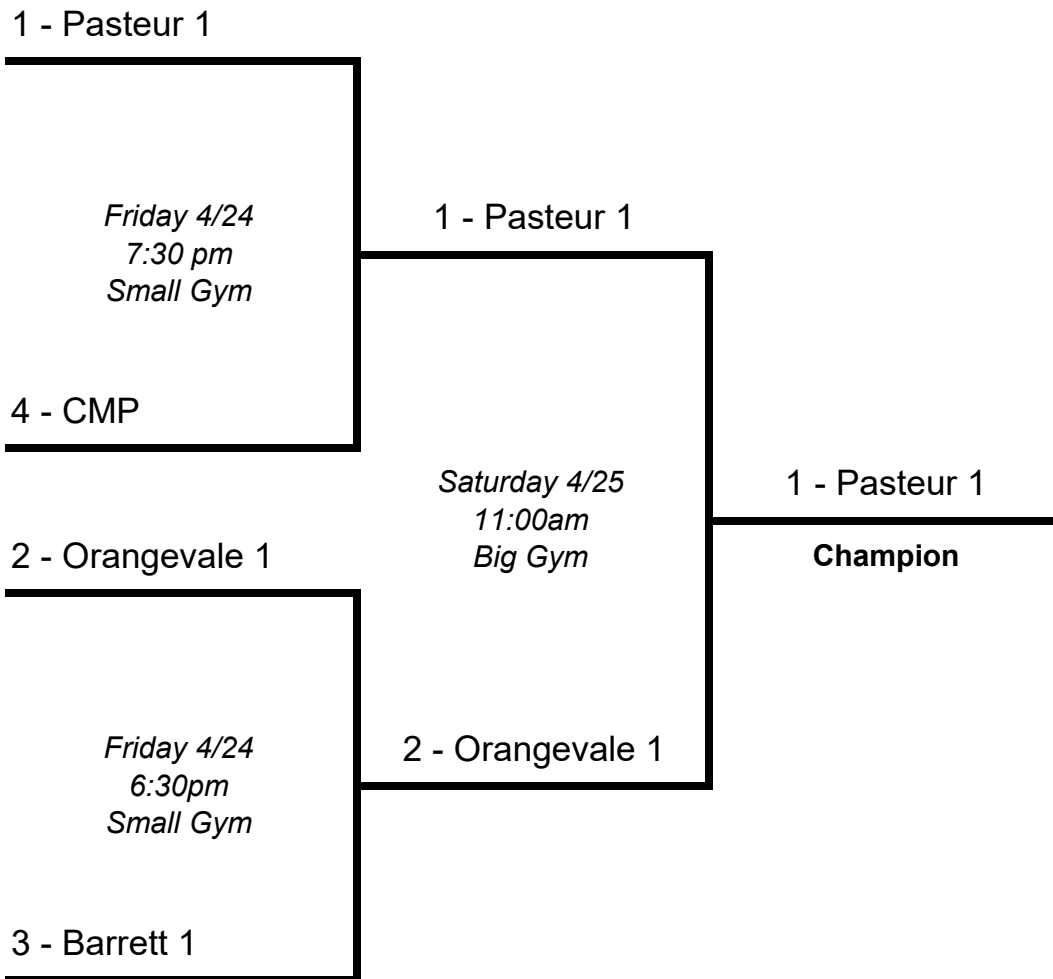 1 - Pasteur 1
Friday 4/24
7:30 pm
Small Gym
4 - CMP
1 - Pasteur 1
Saturday 4/25
11:00am
Big Gym
1 - Pasteur 1
Champion
2 - Orangevale 1
Friday 4/24
6:30pm
Small Gym
3 - Barrett 1
2 - Orangevale 1